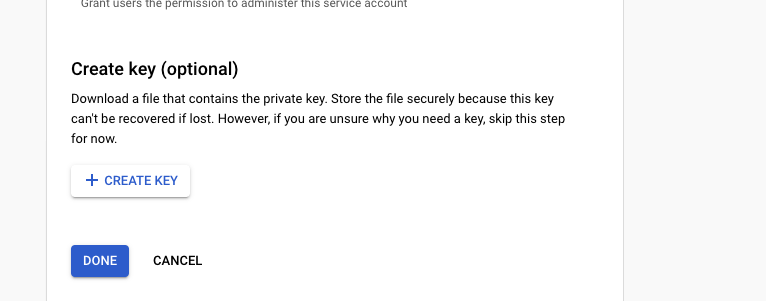 Grant users the permission to administer this service account
Create key (optional)
Download a file that contains the private key. Store the file securely because this key
can't be recovered if lost. However, if you are unsure why you need a key, skip this step
for now.
CREATE KEY
DONE CANCEL